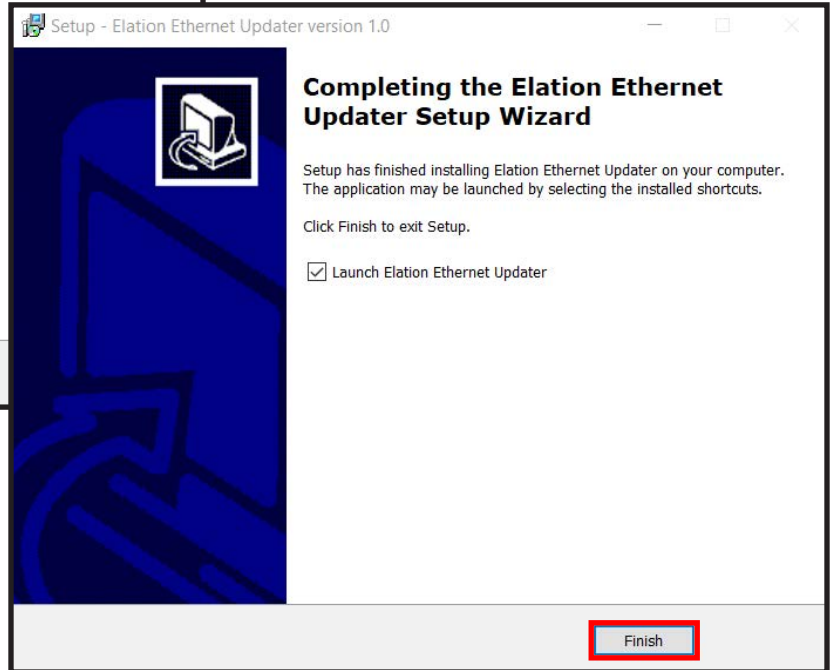 Setup - Elation Ethernet Updater version 1.0
Completing the Elation Ethernet
Updater Setup Wizard
Setup has finished installing Elation Ethernet Updater on your computer.
The application may be launched by selecting the installed shortcuts.
Click Finish to exit Setup.
Launch Elation Ethernet Updater
Finish